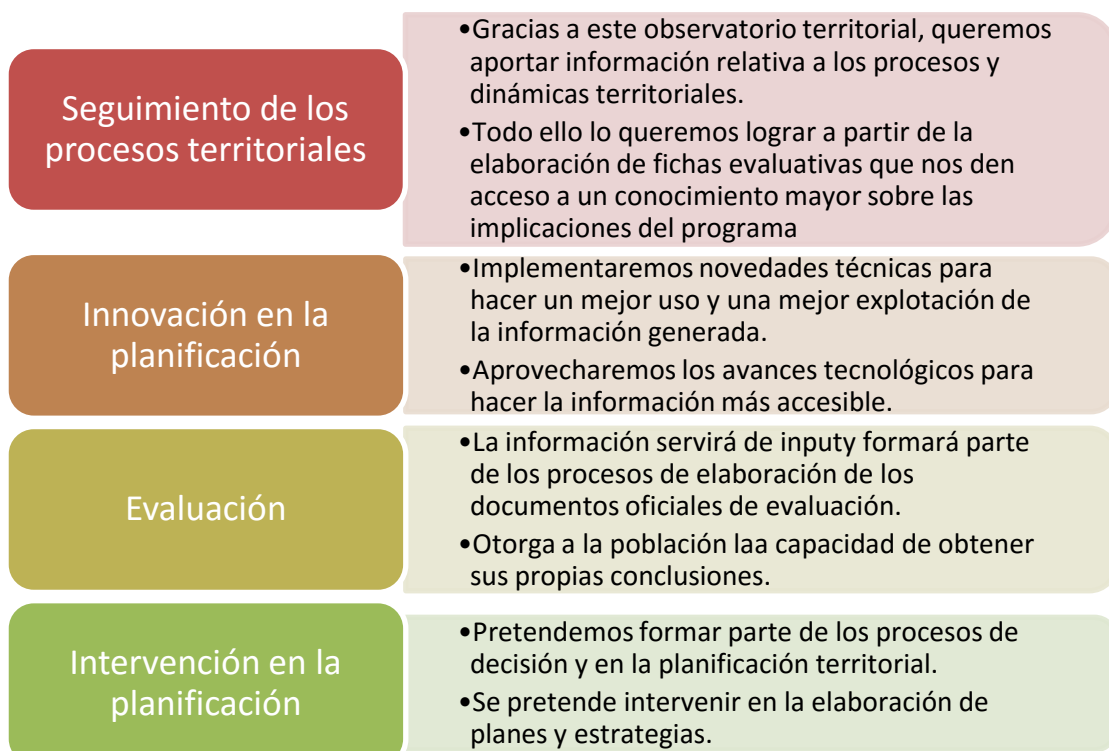 Seguimiento de los
procesos territoriales
•Gracias a este observatorio territorial, queremos
aportar información relativa a los procesos y
dinámicas territoriales.
•Todo ello lo queremos lograr a partir de la
elaboración de fichas evaluativas que nos den
acceso a un conocimiento mayor sobre las
implicaciones del programa
Innovación en la
planificación
•Implementaremos novedades técnicas para
hacer un mejor uso y una mejor explotación de
la información generada.
•Aprovecharemos los avances tecnológicos para
hacer la información más accesible.
Evaluación
•La información servirá de inputy formará parte
de los procesos de elaboración de los
documentos oficiales de evaluación.
•Otorga a la población laa capacidad de obtener
sus propias conclusiones.
Intervención en la
planificación
•Pretendemos formar parte de los procesos de
decisión y en la planificación territorial.
•Se pretende intervenir en la elaboración de
planes y estrategias.